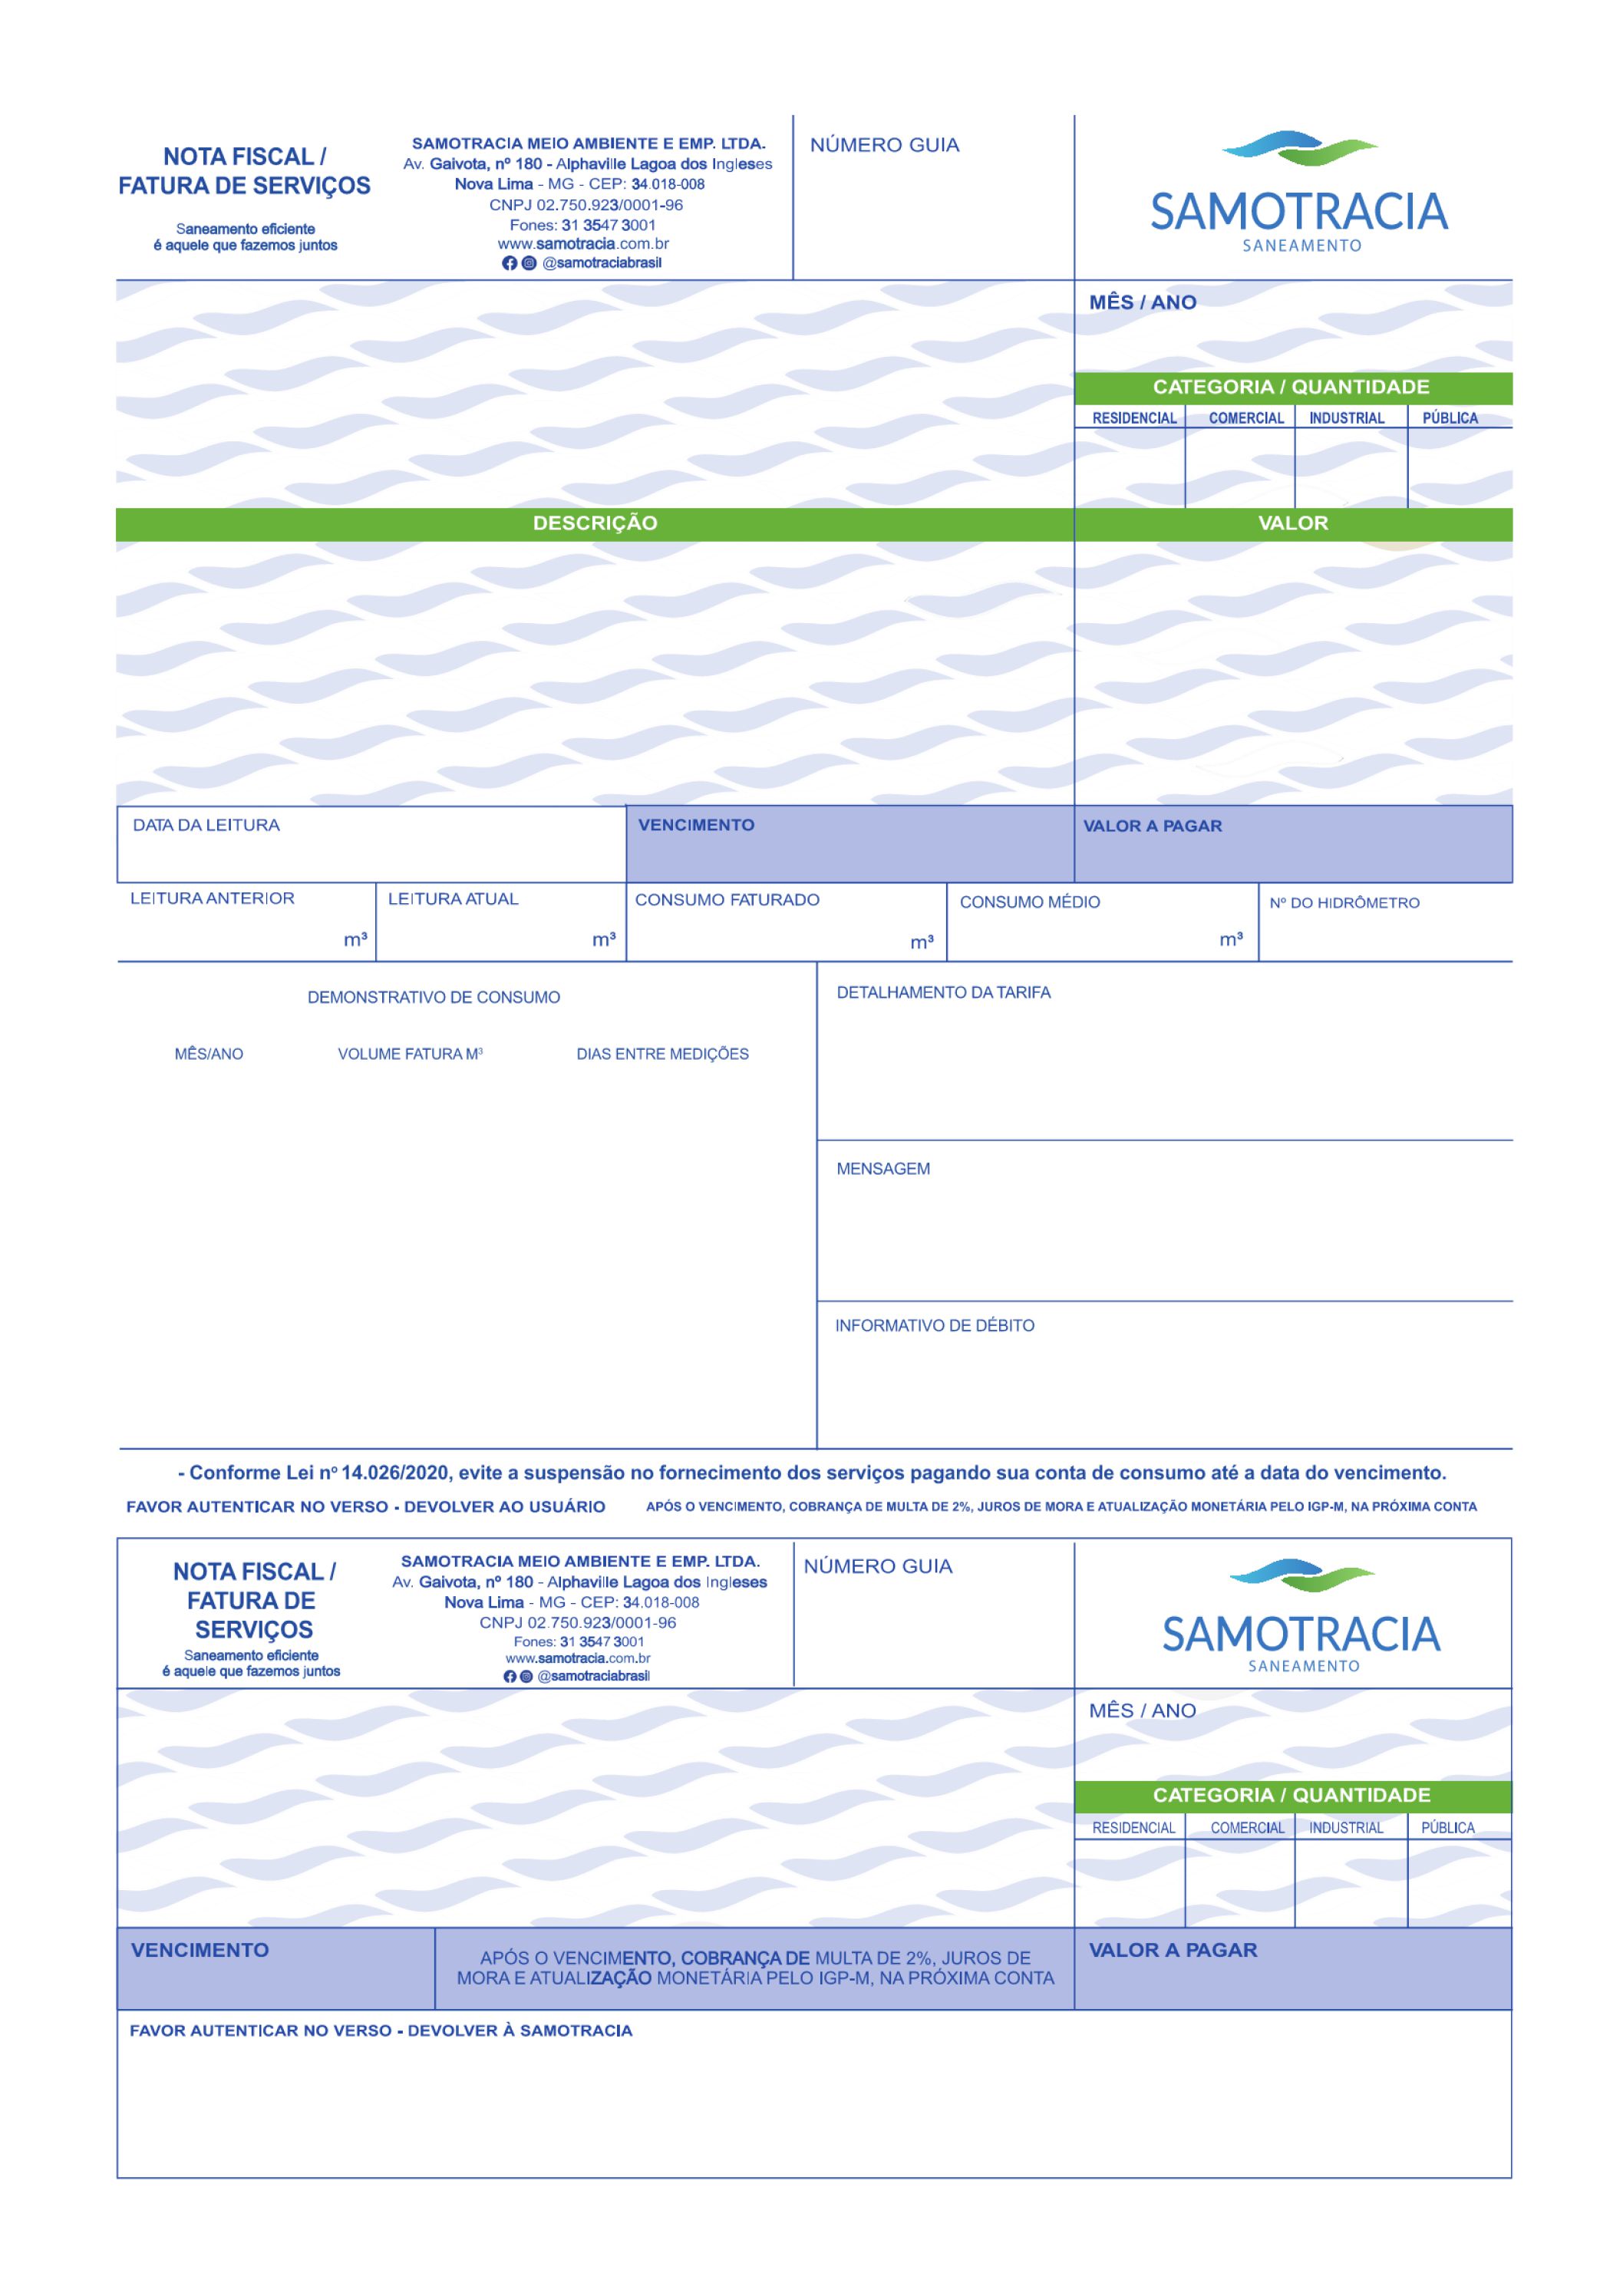 NOTA FISCAL /
FATURA DE SERVIÇOS
Saneamento eficiente
é aquele que fazemos juntos
SAMOTRACIA MEIO AMBIENTE E EMP. LTDA.
Av. Gaivota, nº 180 - Alphaville Lagoa dos Ingleses
Nova Lima - MG - CEP: 34.018-008
CNPJ 02.750.923/0001-96
Fones: 31 3547 3001
www.samotracia.com.br
@samotraciabrasil
NÚMERO GUIA
SAMOTRACIA
SANEAMENTO
MÊS / ANO
CATEGORIA / QUANTIDADE
RESIDENCIAL COMERCIAL INDUSTRIAL PÚBLICA
DESCRIÇÃO VALOR
DATA DA LEITURA VENCIMENTO VALOR A PAGAR
LEITURA ANTERIOR LEITURA ATUAL CONSUMO FATURADO CONSUMO MÉDIO Nº DO HIDRÔMETRO
m³ m³ m³ m³
DEMONSTRATIVO DE CONSUMO
MÊS/ANO VOLUME FATURA M³ DIAS ENTRE MEDIÇÕES
DETALHAMENTO DA TARIFA
MENSAGEM
INFORMATIVO DE DÉBITO
- Conforme Lei nº 14.026/2020, evite a suspensão no fornecimento dos serviços pagando sua conta de consumo até a data do vencimento.
FAVOR AUTENTICAR NO VERSO - DEVOLVER AO USUÁRIO APÓS O VENCIMENTO, COBRANÇA DE MULTA DE 2%, JUROS DE MORA E ATUALIZAÇÃO MONETÁRIA PELO IGP-M, NA PRÓXIMA CONTA
NOTA FISCAL /
FATURA DE
SERVIÇOS
Saneamento eficiente
é aquele que fazemos juntos
SAMOTRACIA MEIO AMBIENTE E EMP. LTDA.
Av. Gaivota, nº 180 - Alphaville Lagoa dos Ingleses
Nova Lima - MG - CEP: 34.018-008
CNPJ 02.750.923/0001-96
Fones: 31 3547 3001
www.samotracia.com.br
@samotraciabrasil
NÚMERO GUIA
SAMOTRACIA
SANEAMENTO
MÊS / ANO
CATEGORIA / QUANTIDADE
RESIDENCIAL COMERCIAL INDUSTRIAL PÚBLICA
VENCIMENTO
APÓS O VENCIMENTO, COBRANÇA DE MULTA DE 2%, JUROS DE
MORA E ATUALIZAÇÃO MONETÁRIA PELO IGP-M, NA PRÓXIMA CONTA
VALOR A PAGAR
FAVOR AUTENTICAR NO VERSO - DEVOLVER À SAMOTRACIA